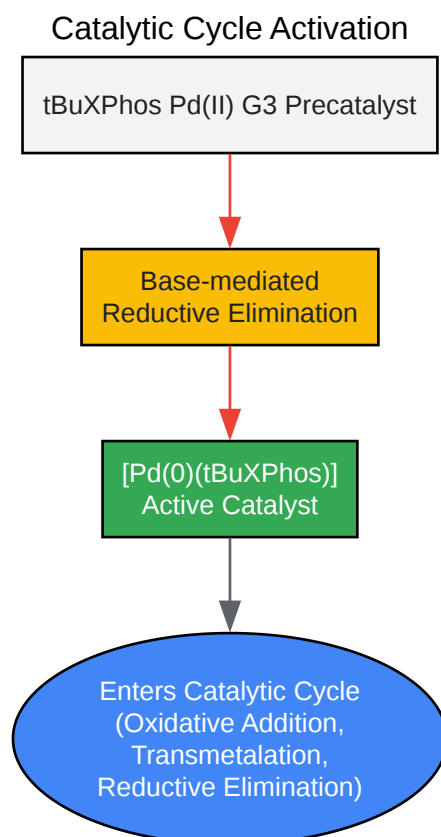 Catalytic Cycle Activation
tBuXPhos Pd(II) G3 Precatalyst
Base-mediated
Reductive Elimination
[Pd(0)(tBuXPhos)]
Active Catalyst
Enters Catalytic Cycle
(Oxidative Addition,
Transmetalation,
Reductive Elimination)